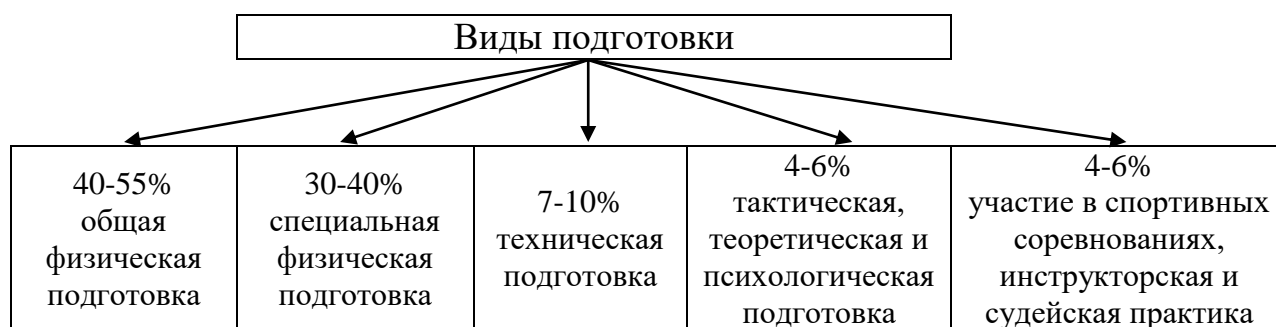 Виды подготовки
40-55%
общая
физическая
подготовка
30-40%
специальная
физическая
подготовка
7-10%
техническая
подготовка
4-6%
тактическая,
теоретическая и
психологическая
подготовка
4-6%
участие в спортивных
соревнованиях,
инструкторская и
судейская практика